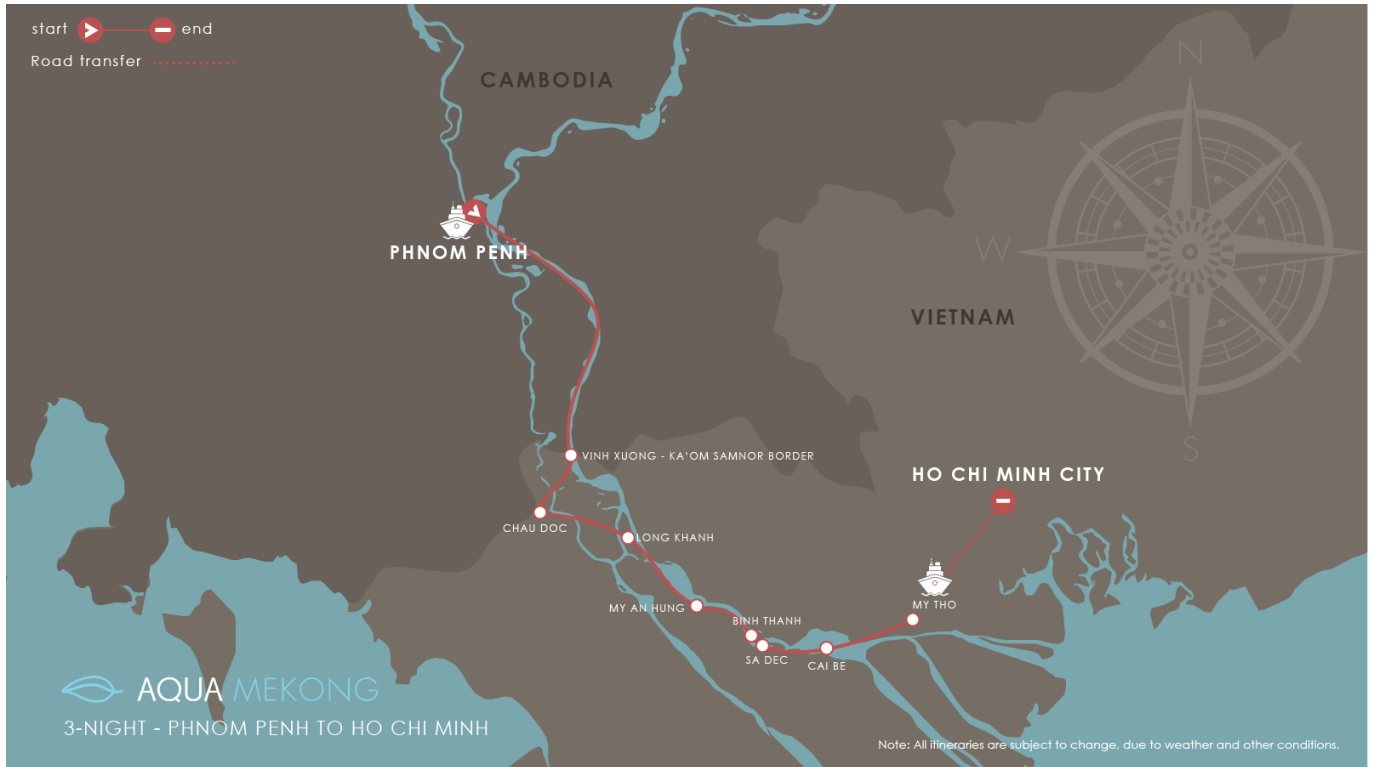 start
end
Road transfer
CAMBODIA
N
W
S
PHNOM PENH
VIETNAM
VINH XUONG - KA'OM SAMNOR BORDER
HO CHI MINH CITY
CHAU DOC
LONG KHANH
MY AN HUNG
MY THO
BINH THANH
SA DEC
CAI BE
AQUA MEKONG
3-NIGHT - PHNOM PENH TO HO CHI MINH
Note: All itineraries are subject to change, due to weather and other conditions.